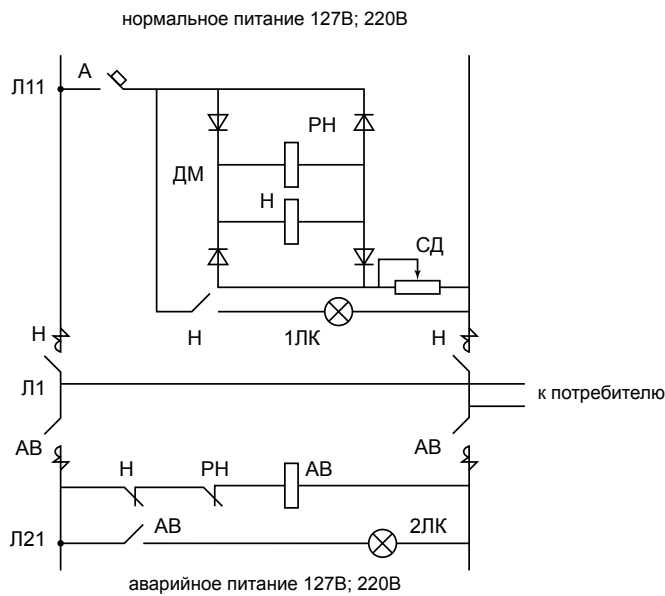 нормальное питание 127В; 220В
А
Л11
РН
ДМ
Н
СД
Н
Н
1ЛК
Н
Л1
к потребителю
АВ
АВ
Н
РН
АВ
АВ
2ЛК
Л21
аварийное питание 127В; 220В